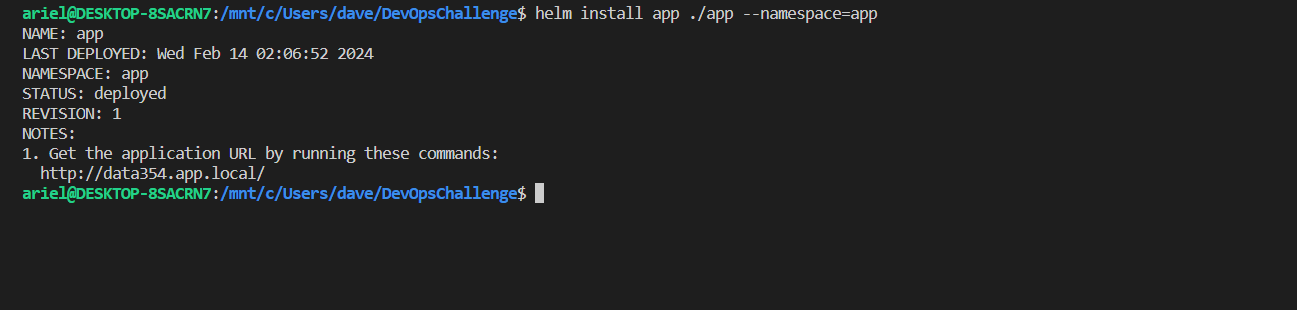 ariel@DESKTOP-8SACRN7:/mnt/c/Users/dave/DevOpsChallenge$ helm install app ./app --namespace=app
NAME: app
LAST DEPLOYED: Wed Feb 14 02:06:52 2024
NAMESPACE: app
STATUS: deployed
REVISION: 1
NOTES:
1. Get the application URL by running these commands:
  http://data354.app.local/
ariel@DESKTOP-8SACRN7:/mnt/c/Users/dave/DevOpsChallenge$